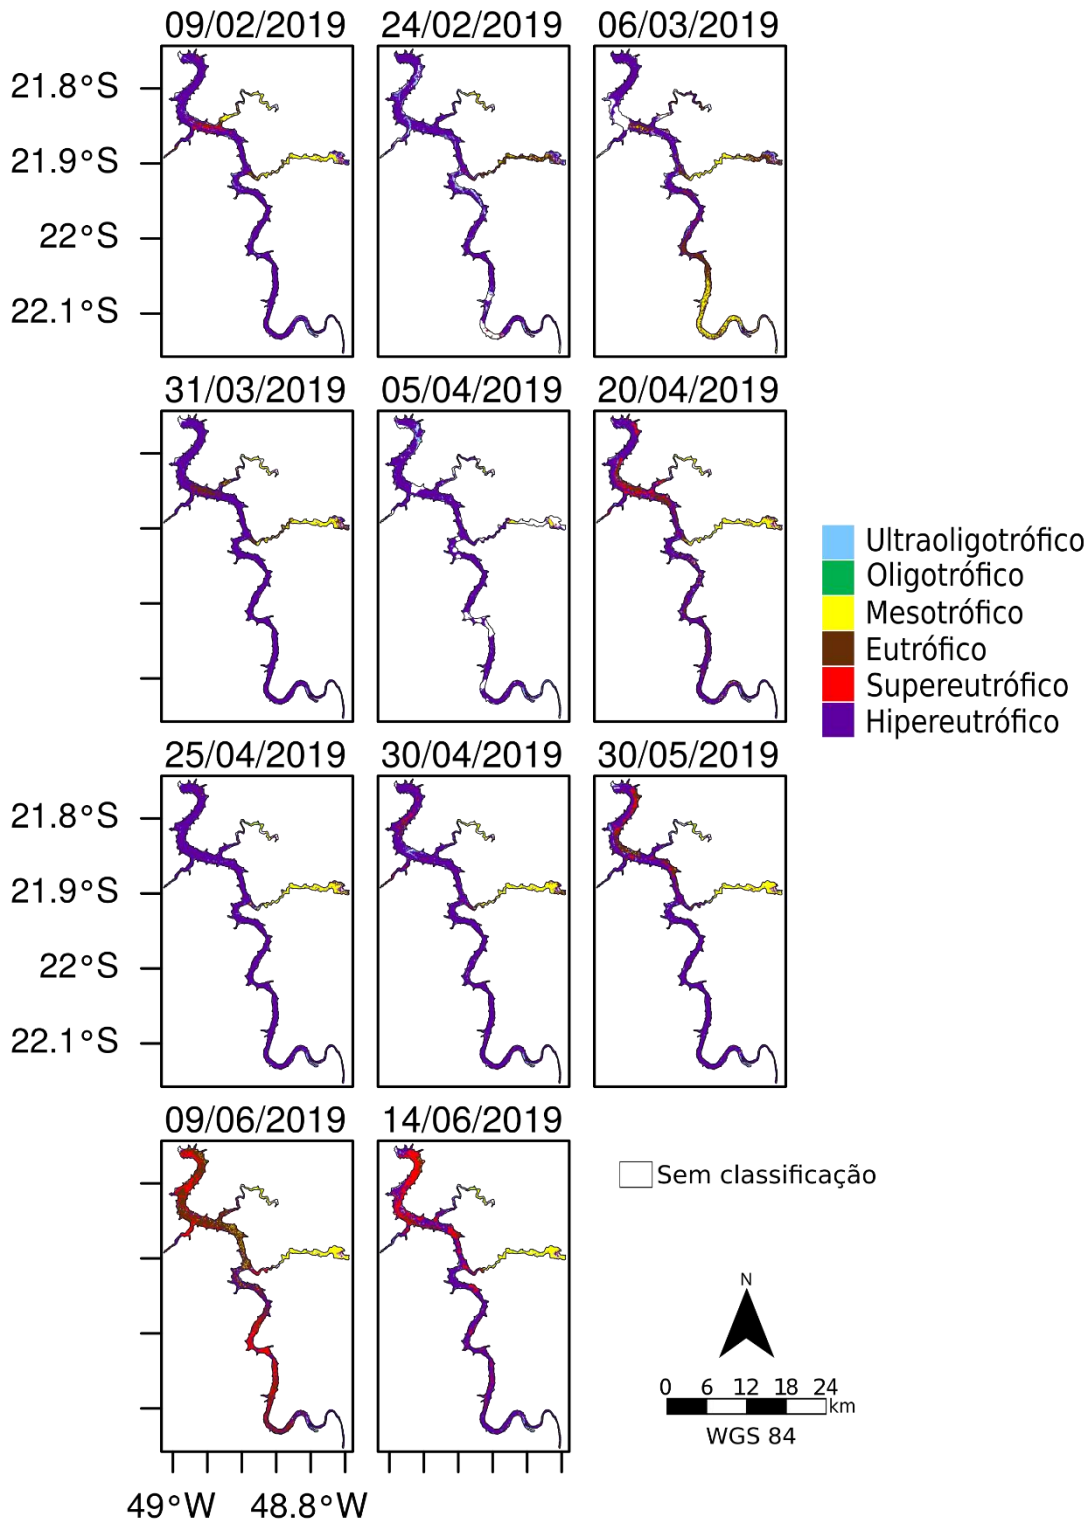 09/02/2019 24/02/2019 06/03/2019
21.8°S
21.9°S
22°S
22.1°S
31/03/2019 05/04/2019 20/04/2019
Ultraoligotrófico
Oligotrófico
Mesotrófico
Eutrófico
Supereutrófico
Hipereutrófico
25/04/2019 30/04/2019 30/05/2019
21.8°S
21.9°S
22°S
22.1°S
09/06/2019 14/06/2019
Sem classificação
N
0 6 12 18 24
km
WGS 84
49°W 48.8°W